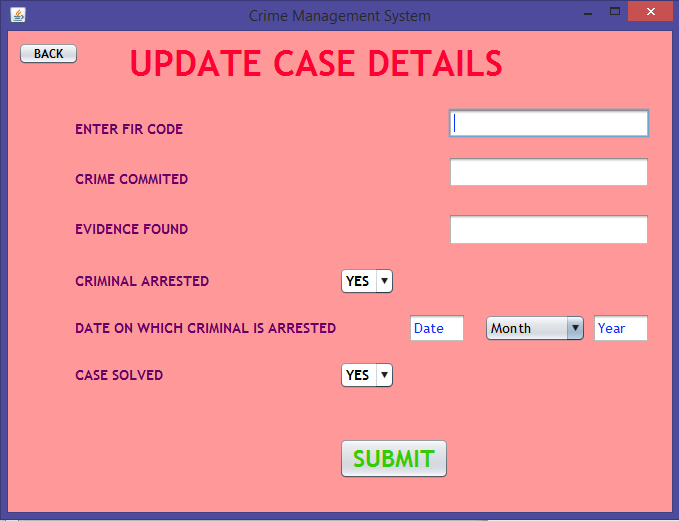 Crime Management System
BACK
UPDATE CASE DETAILS
ENTER FIR CODE
CRIME COMMITED
EVIDENCE FOUND
CRIMINAL ARRESTED YES
DATE ON WHICH CRIMINAL IS ARRESTED Date Month Year
CASE SOLVED YES
SUBMIT